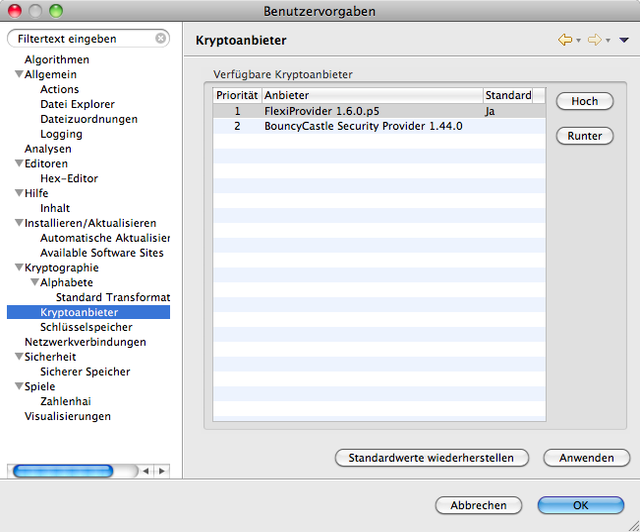 Benutzervorgaben
Filtertext eingeben
Algorithmen
Allgemein
Actions
Datei Explorer
Dateizuordnungen
Logging
Analysen
Editoren
Hex-Editor
Hilfe
Inhalt
Installieren/Aktualisieren
Automatische Aktualisier
Available Software Sites
Kryptographie
Alphabete
Standard Transformat
Kryptoanbieter
Schlüsselspeicher
Netzwerkverbindungen
Sicherheit
Sicherer Speicher
Spiele
Zahlenhai
Visualisierungen
Kryptoanbieter
Verfügbare Kryptoanbieter
Priorität Anbieter Standard
1 FlexiProvider 1.6.0.p5 Ja
2 BouncyCastle Security Provider 1.44.0
Hoch
Runter
Standardwerte wiederherstellen Anwenden
Abbrechen OK